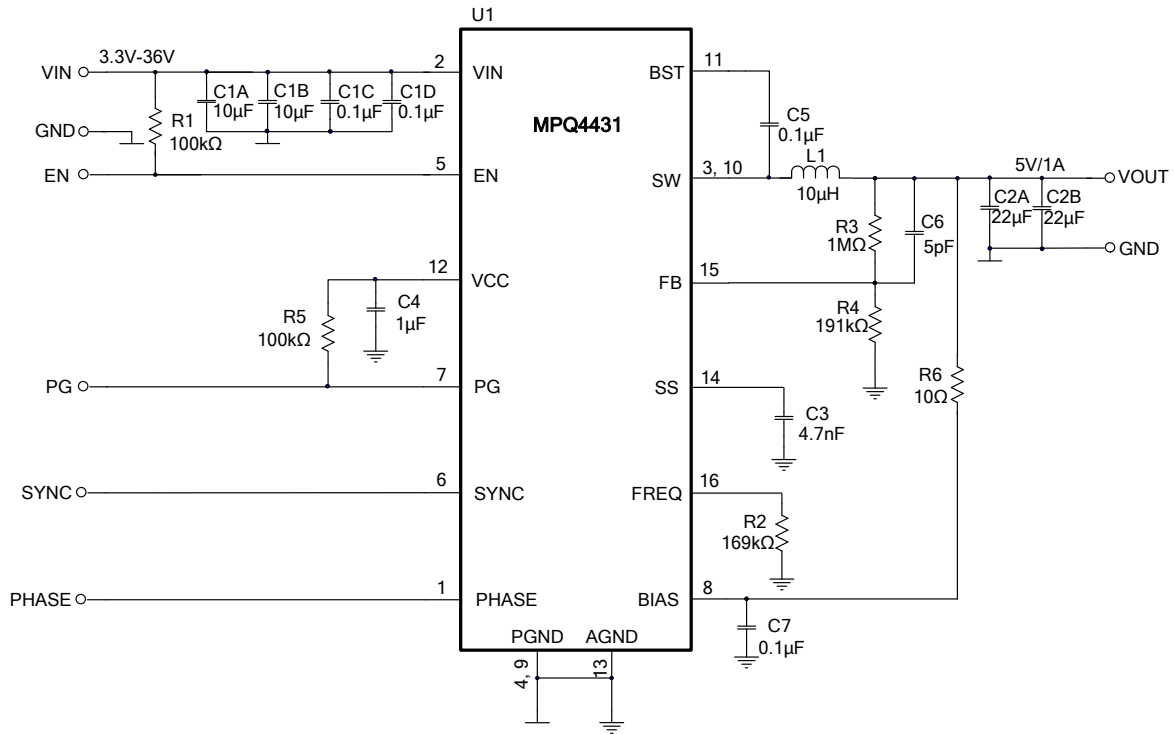 U1
3.3V-36V
VIN
2
VIN
BST
11
C1A
10µF
C1B
10µF
C1C
0.1µF
C1D
0.1µF
MPQ4431
C5
0.1µF
GND
R1
100kΩ
EN
5
EN
SW
3, 10
L1
10µH
5V/1A
VOUT
C2A
22µF
C2B
22µF
R3
1MΩ
C6
5pF
GND
12
VCC
FB
15
C4
1µF
R5
100kΩ
R4
191kΩ
PG
7
PG
SS
14
R6
10Ω
C3
4.7nF
SYNC
6
SYNC
FREQ
16
R2
169kΩ
PHASE
1
PHASE
BIAS
8
C7
0.1µF
PGND
AGND
4, 9
13